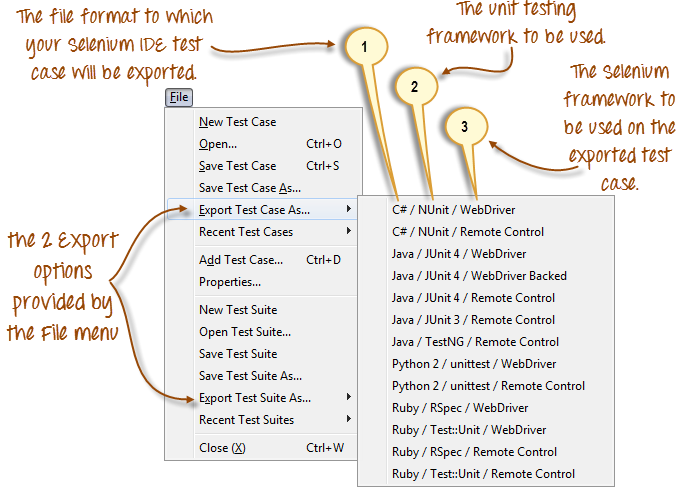 The file format to which
your Selenium IDE test
case will be exported.
1
The unit testing
framework to be used.
2
The Selenium
framework to
be used on the
exported test
case.
3
File
New Test Case
Open... Ctrl+O
Save Test Case Ctrl+S
Save Test Case As...
Export Test Case As...
Recent Test Cases
Add Test Case... Ctrl+D
Properties...
New Test Suite
Open Test Suite...
Save Test Suite
Save Test Suite As...
Export Test Suite As...
Recent Test Suites
Close (X) Ctrl+W
the 2 Export
options
provided by
the File menu
C# / NUnit / WebDriver
C# / NUnit / Remote Control
Java / JUnit 4 / WebDriver
Java / JUnit 4 / WebDriver Backed
Java / JUnit 4 / Remote Control
Java / JUnit 3 / Remote Control
Java / TestNG / Remote Control
Python 2 / unittest / WebDriver
Python 2 / unittest / Remote Control
Ruby / RSpec / WebDriver
Ruby / Test::Unit / WebDriver
Ruby / RSpec / Remote Control
Ruby / Test::Unit / Remote Control